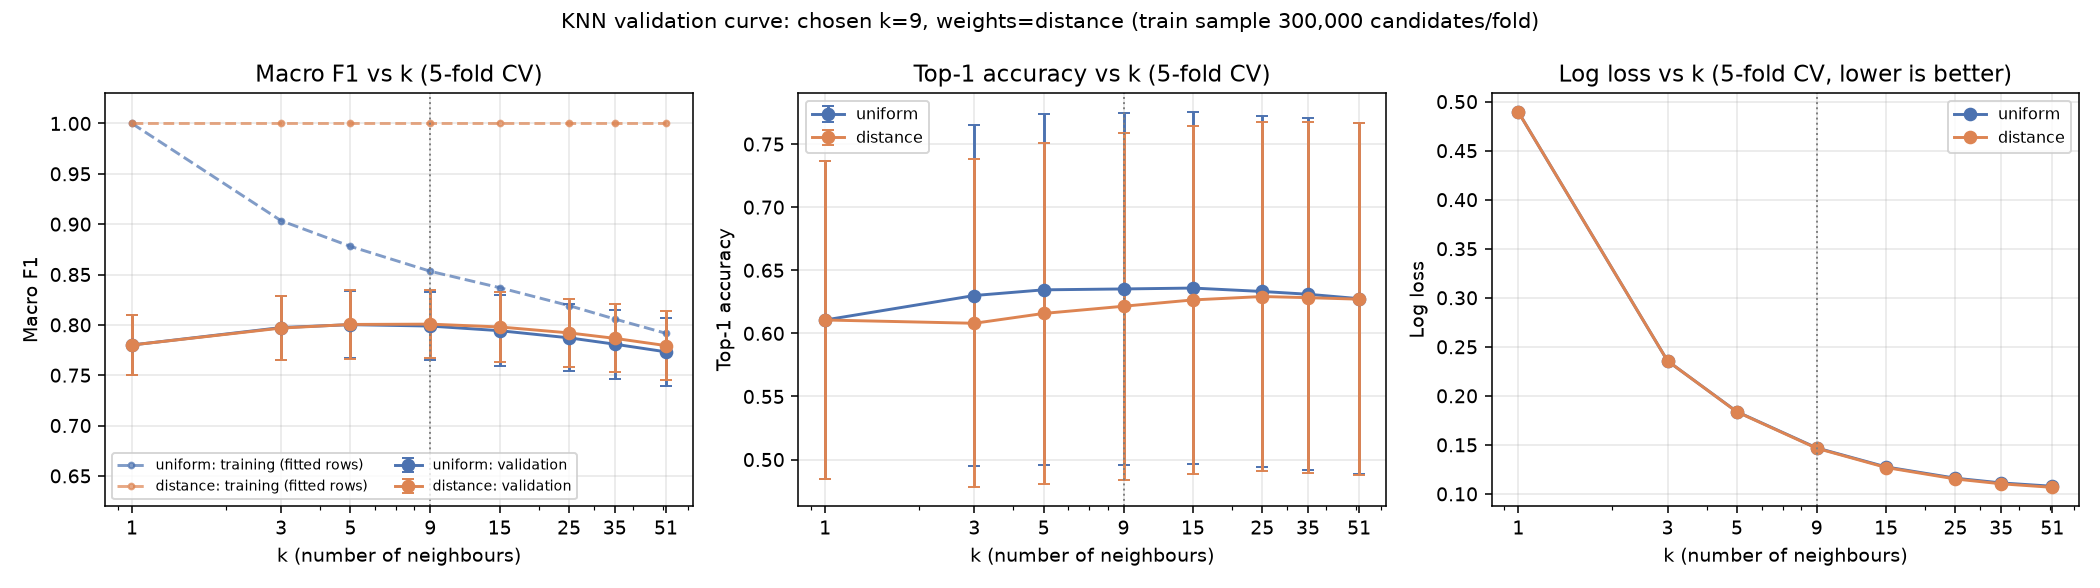 KNN validation curve: chosen k=9, weights=distance (train sample 300,000 candidates/fold)
Macro F1 vs k (5-fold CV)
Macro F1
1.00
0.95
0.90
0.85
0.80
0.75
0.70
0.65
uniform: training (fitted rows)
distance: training (fitted rows)
uniform: validation
distance: validation
1 3 5 9 15 25 35 51
k (number of neighbours)
Top-1 accuracy vs k (5-fold CV)
Top-1 accuracy
uniform
distance
0.75
0.70
0.65
0.60
0.55
0.50
1 3 5 9 15 25 35 51
k (number of neighbours)
Log loss vs k (5-fold CV, lower is better)
Log loss
uniform
distance
0.50
0.45
0.40
0.35
0.30
0.25
0.20
0.15
0.10
1 3 5 9 15 25 35 51
k (number of neighbours)